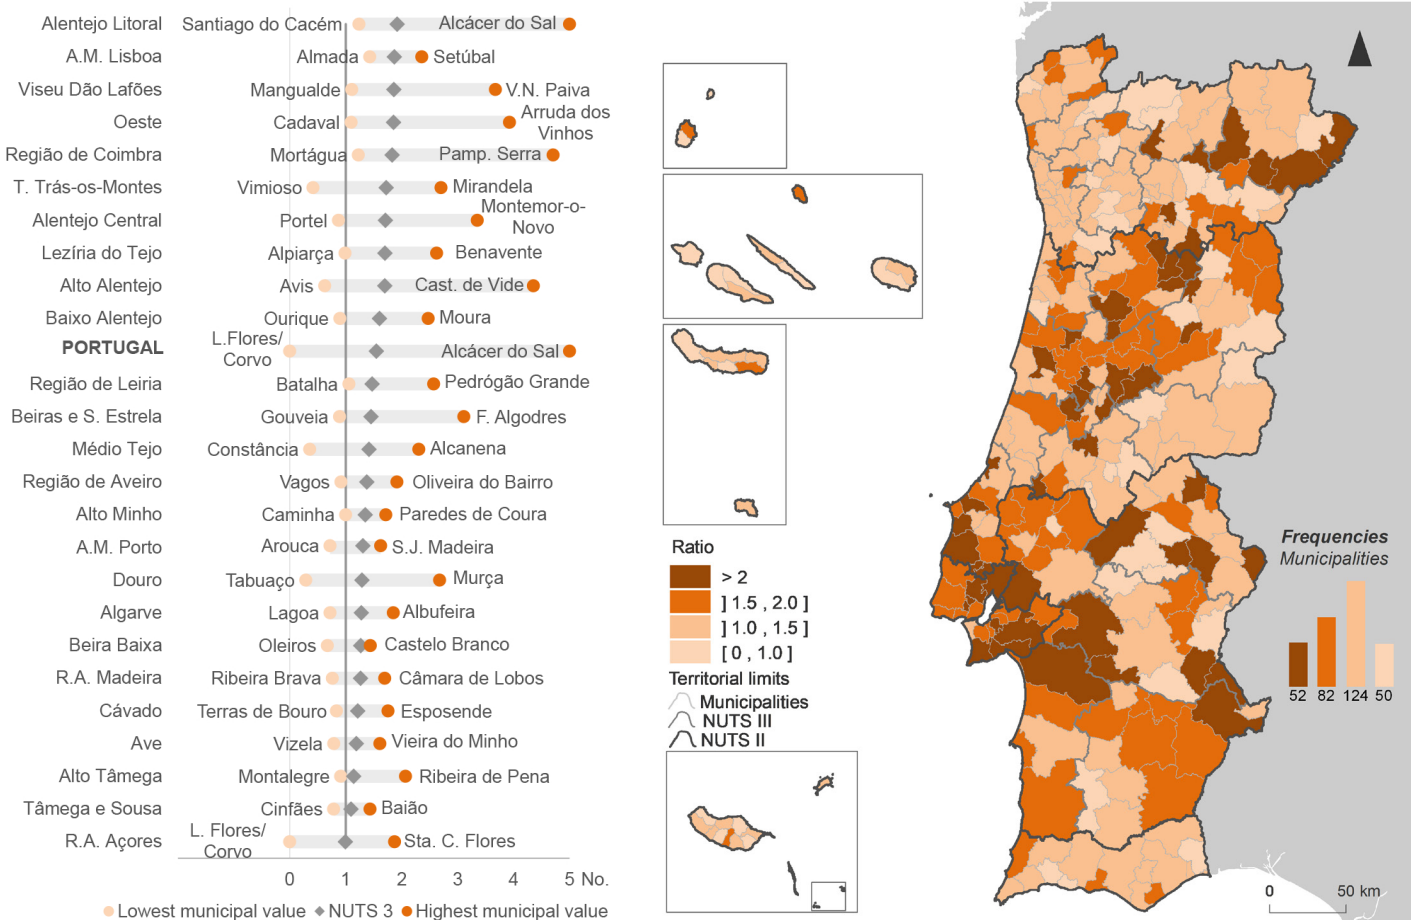 Alentejo Litoral Santiago do Cacém Alcácer do Sal
A.M. Lisboa Almada Setúbal
Viseu Dão Lafões Mangualde V.N. Paiva
Oeste Cadaval Arruda dos
Vinhos
Região de Coimbra Mortágua Pamp. Serra
T. Trás-os-Montes Vimioso Mirandela
Alentejo Central Portel Montemor-o-
Novo
Lezíria do Tejo Alpiarça Benavente
Alto Alentejo Avis Cast. de Vide
Baixo Alentejo Ourique Moura
PORTUGAL L.Flores/
Corvo Alcácer do Sal
Região de Leiria Batalha Pedrógão Grande
Beiras e S. Estrela Gouveia F. Algodres
Médio Tejo Constância Alcanena
Região de Aveiro Vagos Oliveira do Bairro
Alto Minho Caminha Paredes de Coura
A.M. Porto Arouca S.J. Madeira
Douro Tabuaço Murça
Algarve Lagoa Albufeira
Beira Baixa Oleiros Castelo Branco
R.A. Madeira Ribeira Brava Câmara de Lobos
Cávado Terras de Bouro Esposende
Ave Vizela Vieira do Minho
Alto Tâmega Montalegre Ribeira de Pena
Tâmega e Sousa Cinfães Baião
R.A. Açores L. Flores/
Corvo Sta. C. Flores
0 1 2 3 4 5 No.
Lowest municipal value NUTS 3 Highest municipal value
Ratio
> 2
] 1.5 , 2.0 ]
] 1.0 , 1.5 ]
[ 0 , 1.0 ]
Territorial limits
Municipalities
NUTS III
NUTS II
Frequencies
Municipalities
52 82 124 50
0 50 km